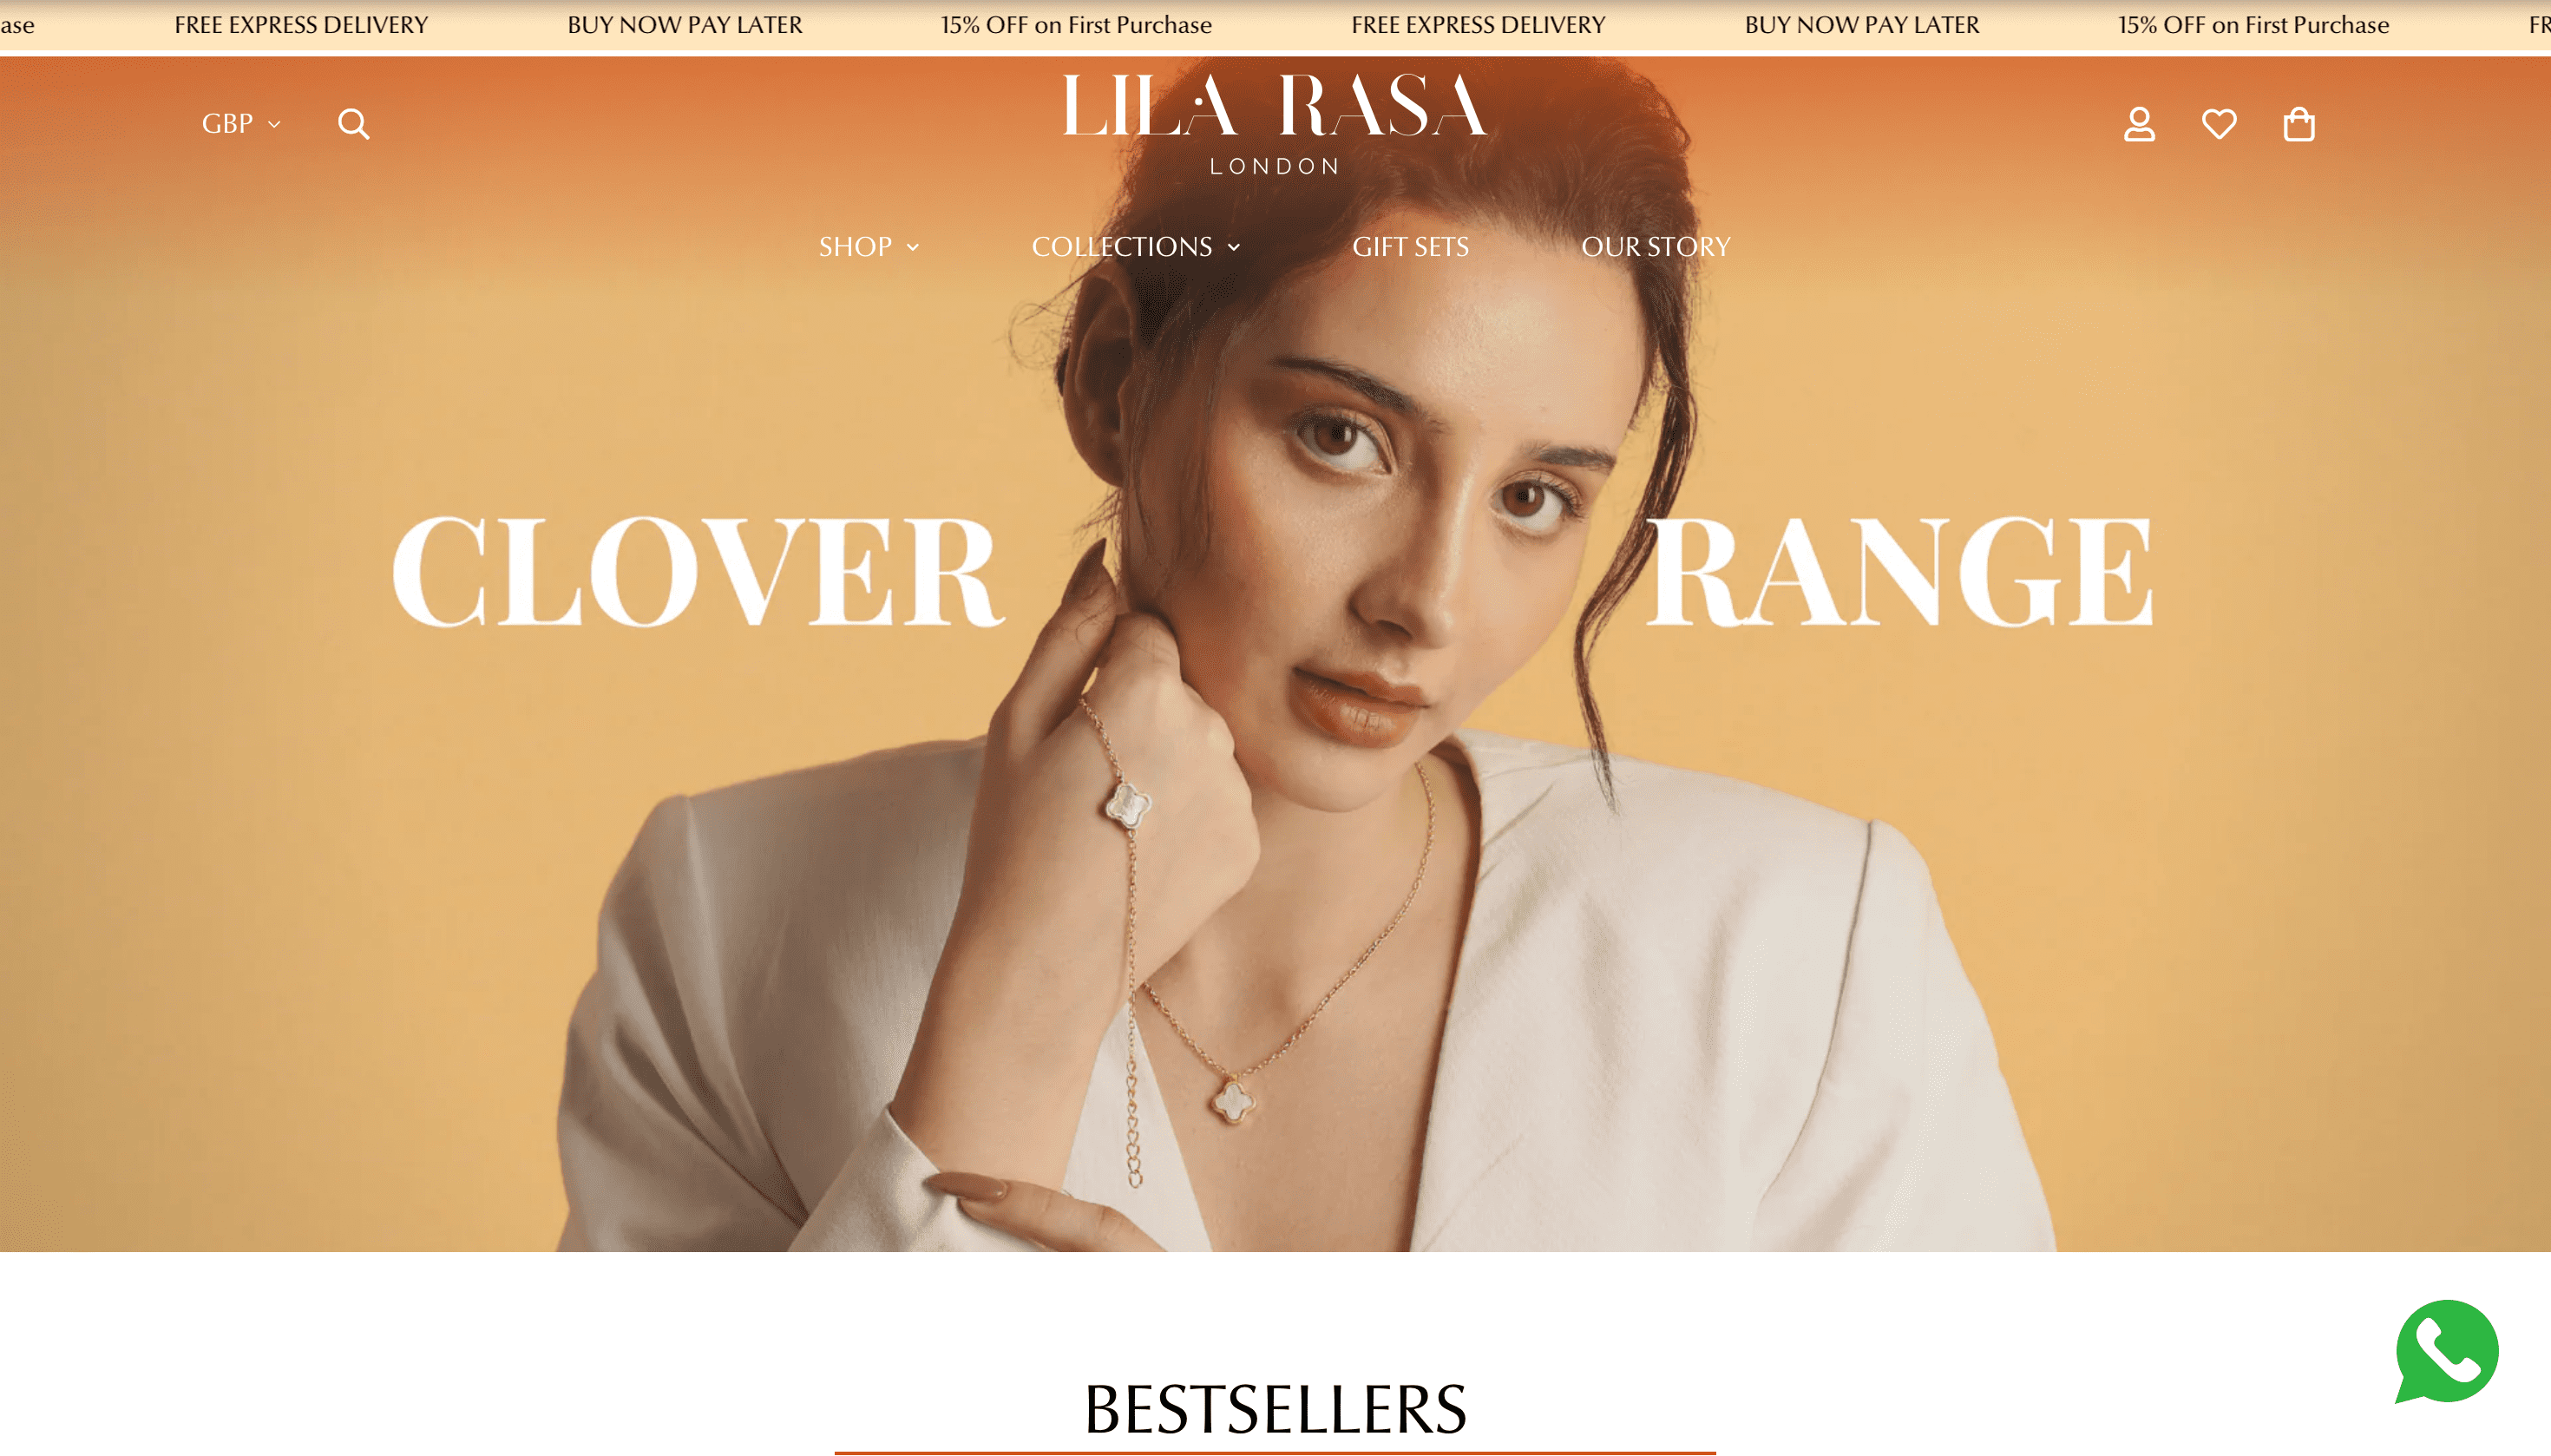 ase FREE EXPRESS DELIVERY BUY NOW PAY LATER 15% OFF on First Purchase FREE EXPRESS DELIVERY BUY NOW PAY LATER 15% OFF on First Purchase FR
GBP
LILA RASA
LONDON
SHOP COLLECTIONS GIFT SETS OUR STORY
CLOVER RANGE
BESTSELLERS